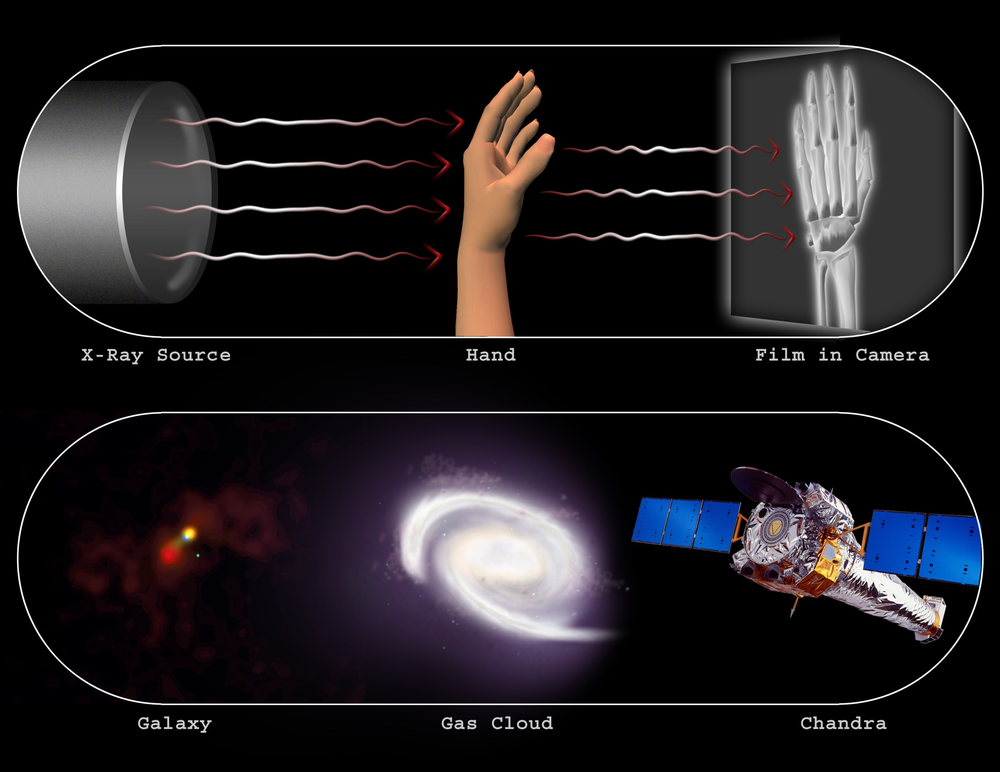 X-Ray Source
Hand
Film in Camera
Galaxy
Gas Cloud
Chandra